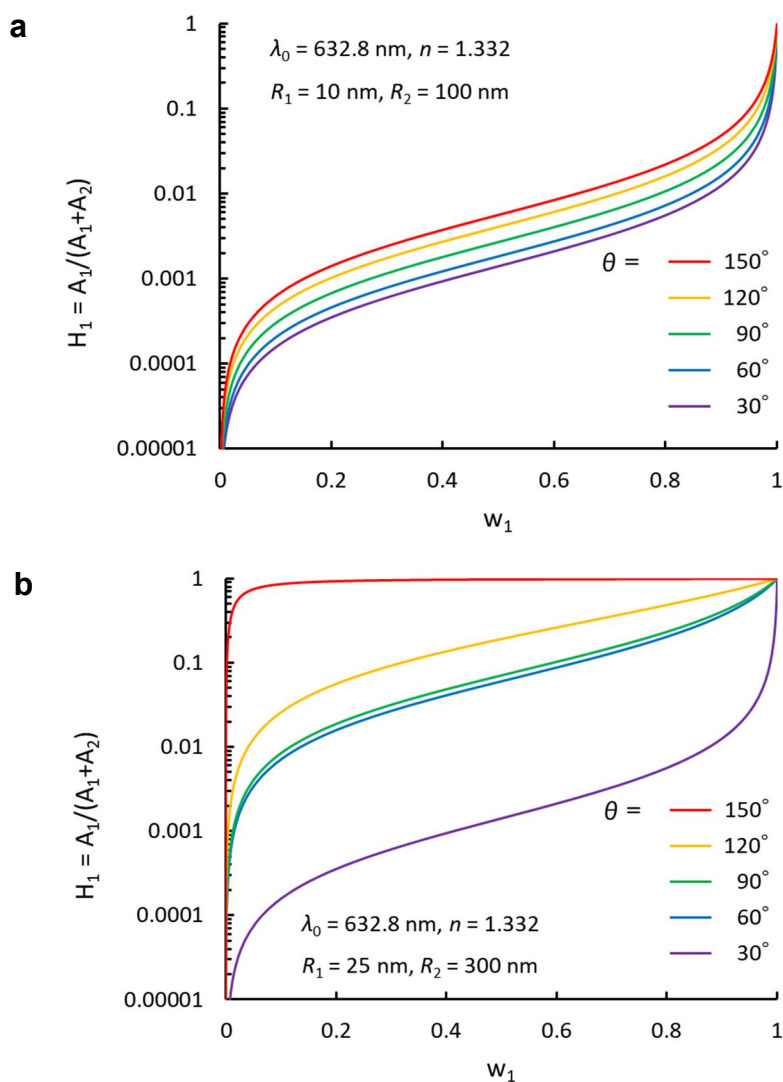 a
1
0.1
0.01
0.001
0.0001
0.00001
H₁ = A₁/(A₁+A₂)
λ₀ = 632.8 nm, n = 1.332
R₁ = 10 nm, R₂ = 100 nm
θ =
150°
120°
90°
60°
30°
0 0.2 0.4 0.6 0.8 1
w₁
b
1
0.1
0.01
0.001
0.0001
0.00001
H₁ = A₁/(A₁+A₂)
θ =
150°
120°
90°
60°
30°
λ₀ = 632.8 nm, n = 1.332
R₁ = 25 nm, R₂ = 300 nm
0 0.2 0.4 0.6 0.8 1
w₁